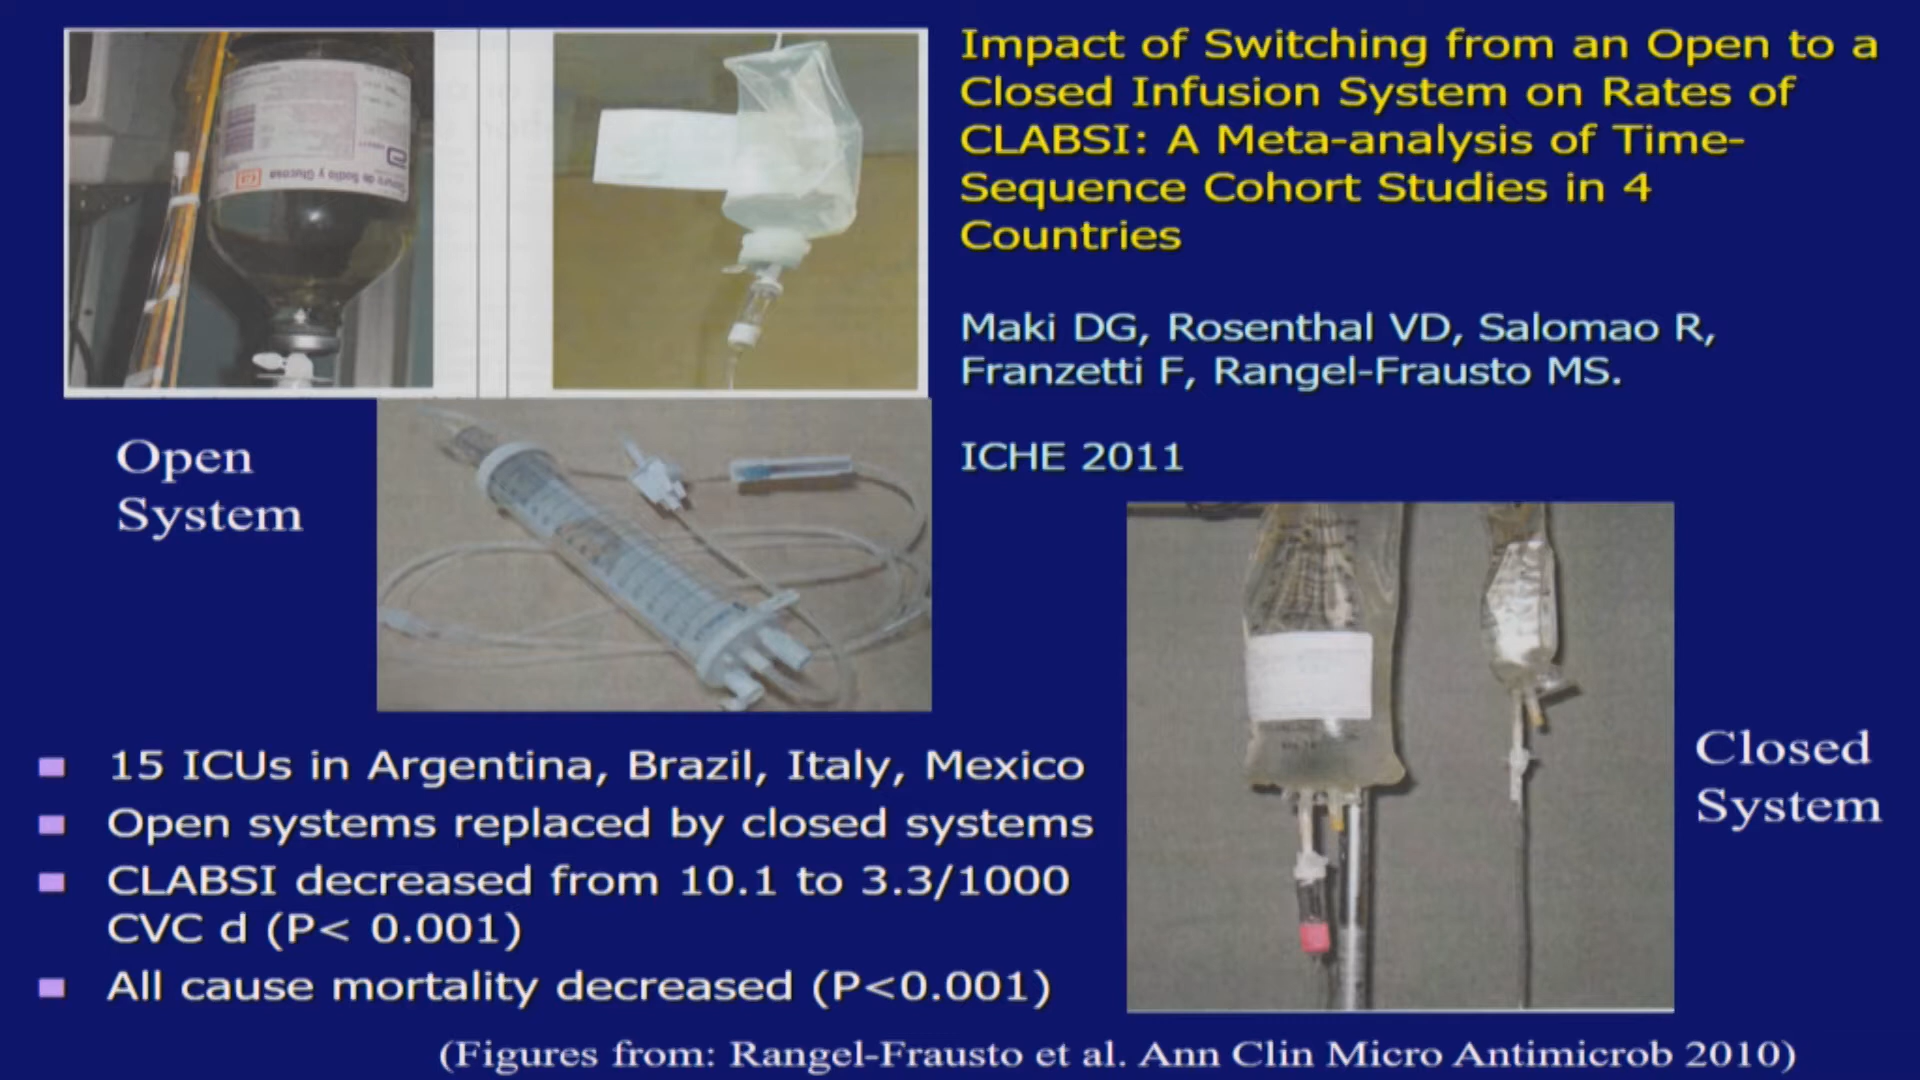 Impact of Switching from an Open to a
Closed Infusion System on Rates of
CLABSI: A Meta-analysis of Time-
Sequence Cohort Studies in 4
Countries
Maki DG, Rosenthal VD, Salomao R,
Franzetti F, Rangel-Frausto MS.
ICHE 2011
Open
System
Closed
System
15 ICUs in Argentina, Brazil, Italy, Mexico
Open systems replaced by closed systems
CLABSI decreased from 10.1 to 3.3/1000
CVC d (P< 0.001)
All cause mortality decreased (P<0.001)
(Figures from: Rangel-Frausto et al. Ann Clin Micro Antimicrob 2010)
de Sodio y Glucosa